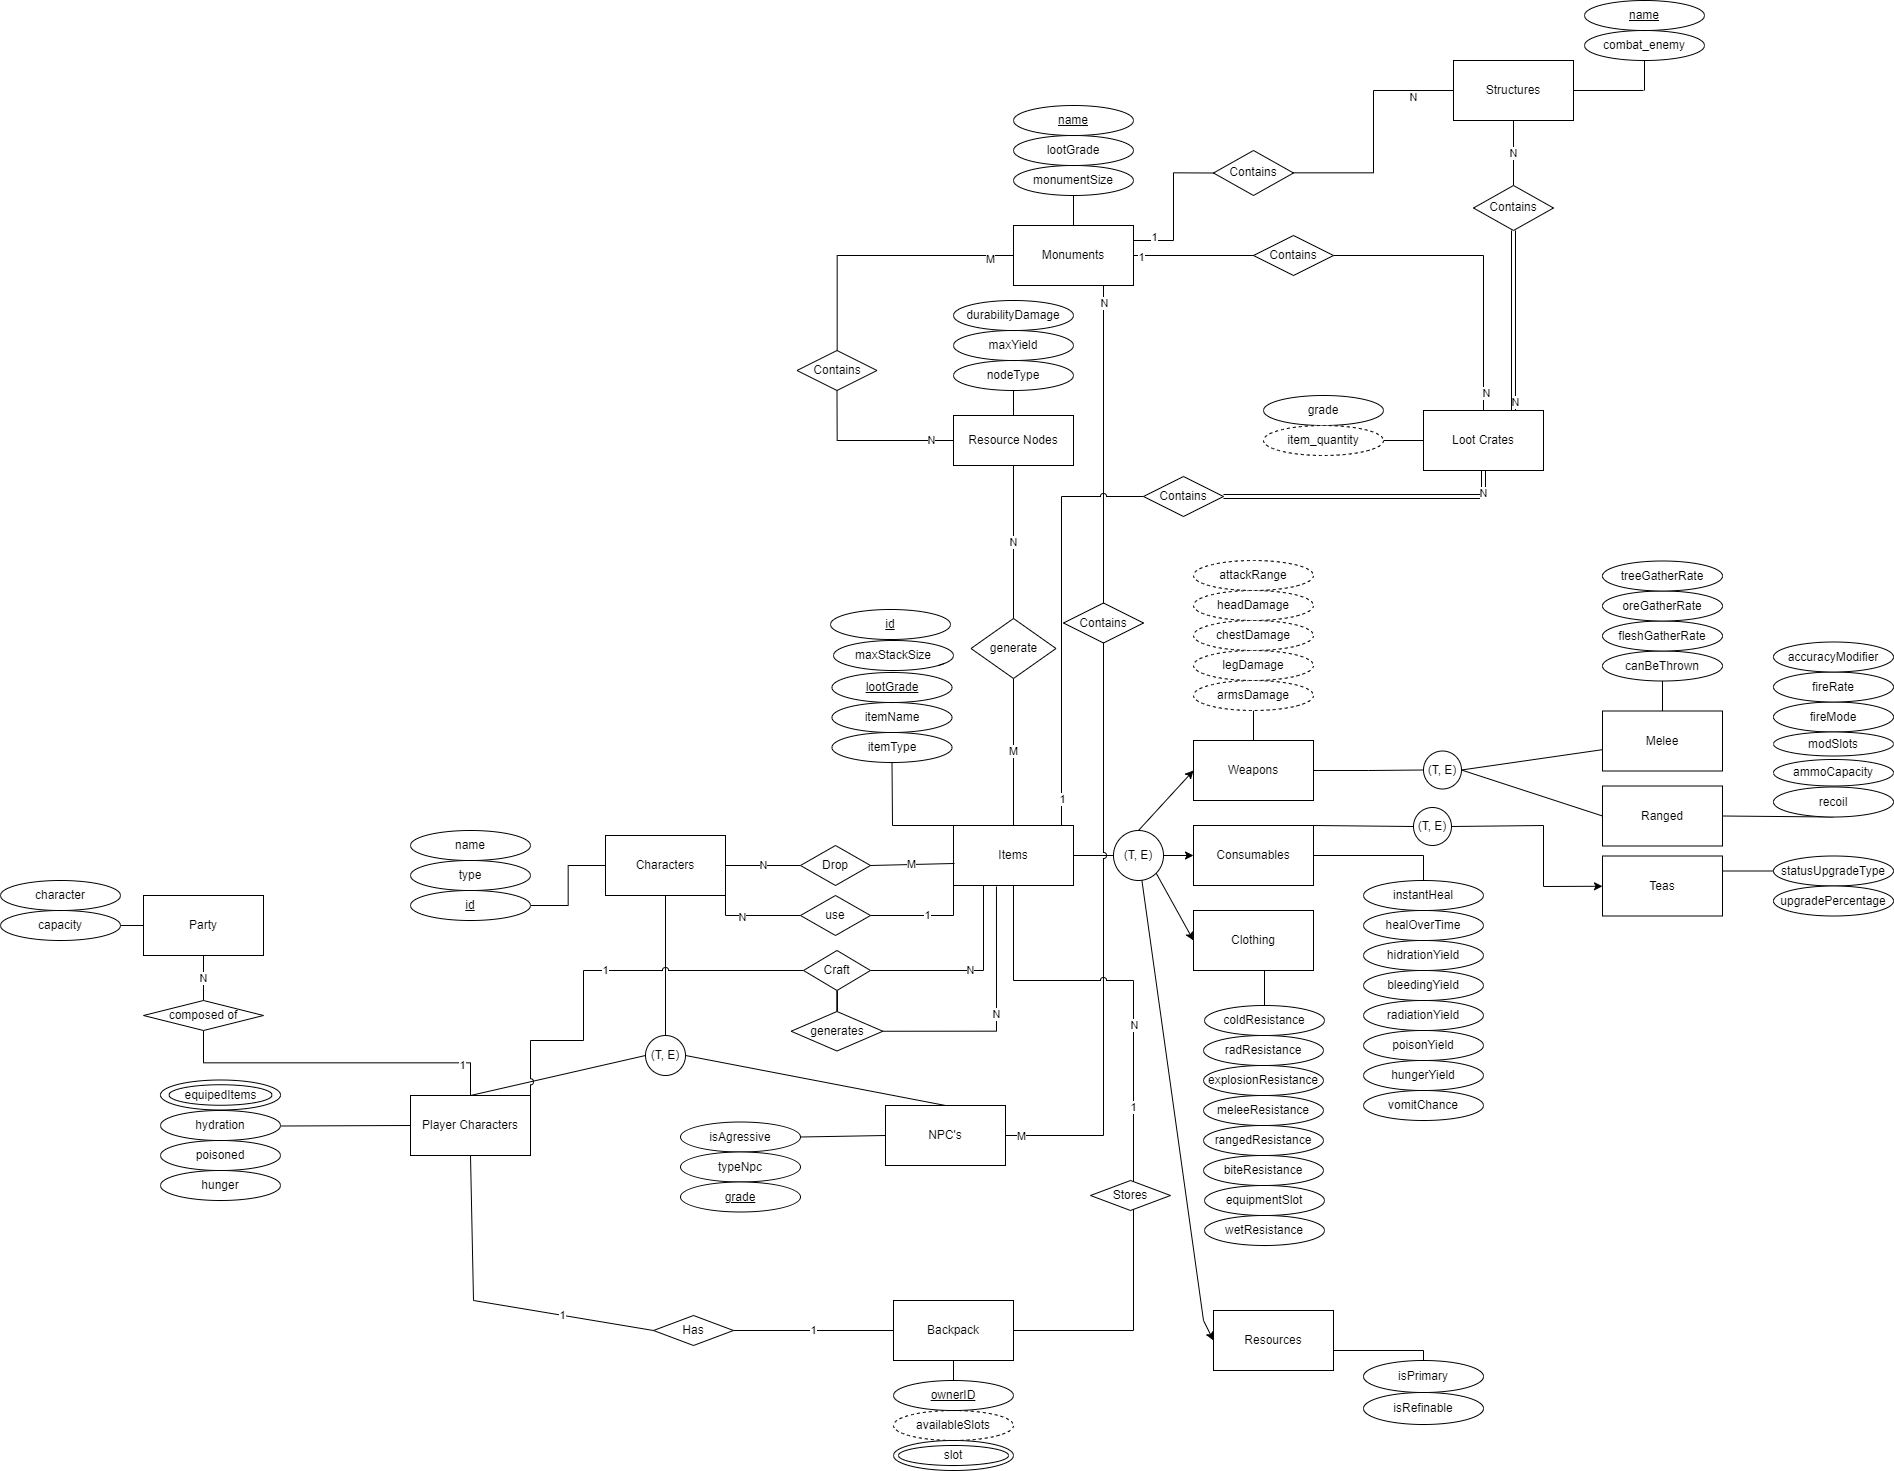 name
combat_enemy
Structures
N
N
name
lootGrade
monumentSize
Contains
Contains
1
Monuments
M
1
Contains
N
durabilityDamage
maxYield
nodeType
Contains
N
N
grade
item_quantity
Resource Nodes
N
Loot Crates
Contains
N
N
attackRange
headDamage
chestDamage
legDamage
armsDamage
treeGatherRate
oreGatherRate
fleshGatherRate
canBeThrown
id
maxStackSize
lootGrade
itemName
itemType
generate
Contains
accuracyModifier
fireRate
fireMode
modSlots
ammoCapacity
recoil
M
1
Weapons
(T, E)
Melee
Ranged
name
type
id
Characters
N
Drop
M
Items
(T, E)
Consumables
(T, E)
Teas
statusUpgradeType
upgradePercentage
character
capacity
Party
N
use
1
instantHeal
healOverTime
hidrationYield
bleedingYield
radiationYield
poisonYield
hungerYield
vomitChance
Clothing
N
1
Craft
N
composed of
generates
N
N
coldResistance
radResistance
explosionResistance
meleeResistance
rangedResistance
biteResistance
equipmentSlot
wetResistance
1
(T, E)
equipedItems
hydration
poisoned
hunger
Player Characters
1
isAgressive
typeNpc
grade
NPC's
M
Stores
1
Has
1
Backpack
Resources
ownerID
availableSlots
slot
isPrimary
isRefinable